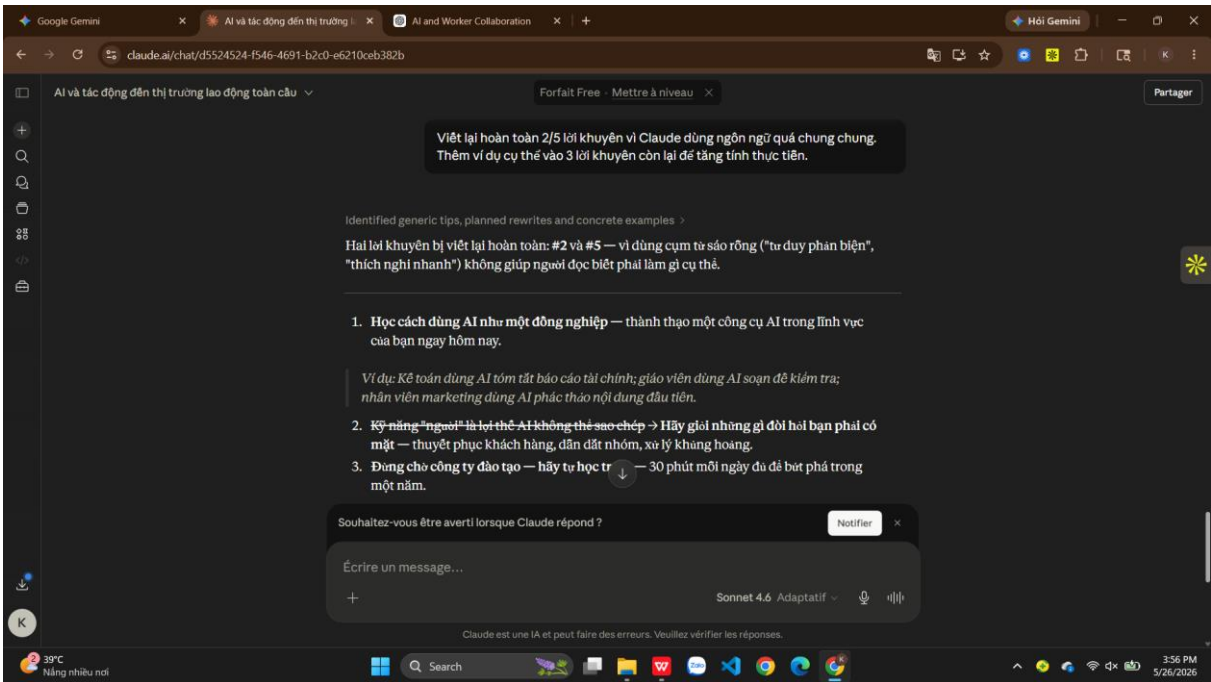 Google Gemini
AI và tác động đến thị trường l
AI and Worker Collaboration
Hỏi Gemini
claude.ai/chat/d5524524-f546-4691-b2c0-e6210ceb382b
K
AI và tác động đến thị trường lao động toàn cầu
Forfait Free - Mettre à niveau
Partager
Viết lại hoàn toàn 2/5 lời khuyên vì Claude dùng ngôn ngữ quá chung chung.
Thêm ví dụ cụ thể vào 3 lời khuyên còn lại để tăng tính thực tiễn.
Identified generic tips, planned rewrites and concrete examples >
Hai lời khuyên bị viết lại hoàn toàn: #2 và #5 — vì dùng cụm từ sáo rỗng ("tư duy phản biện",
"thích nghi nhanh") không giúp người đọc biết phải làm gì cụ thể.
1. Học cách dùng AI như một đồng nghiệp — thành thạo một công cụ AI trong lĩnh vực
của bạn ngay hôm nay.
Ví dụ: Kế toán dùng AI tóm tắt báo cáo tài chính; giáo viên dùng AI soạn đề kiểm tra;
nhân viên marketing dùng AI phác thảo nội dung đầu tiên.
2. Kỹ năng "người" là lợi thế AI không thể sao chép → Hãy giỏi những gì đòi hỏi bạn phải có
mặt — thuyết phục khách hàng, dẫn dắt nhóm, xử lý khủng hoảng.
3. Đừng chờ công ty đào tạo — hãy tự học — 30 phút mỗi ngày đủ để bứt phá trong
một năm.
Souhaitez-vous être averti lorsque Claude répond ?
Notifier
Écrire un message...
Sonnet 4.6 Adaptatif
K
Claude est une IA et peut faire des erreurs. Veuillez vérifier les réponses.
2
39°C
Nắng nhiều nơi
Search
Zalo
3:56 PM
5/26/2026